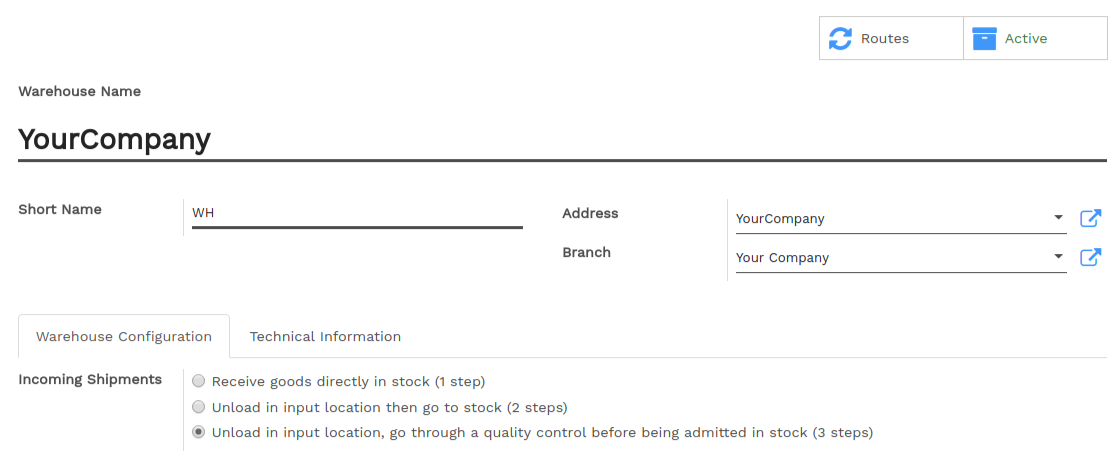 Routes
Active
Warehouse Name
YourCompany
Short Name
WH
Address
YourCompany
Branch
Your Company
Warehouse Configuration
Technical Information
Incoming Shipments
Receive goods directly in stock (1 step)
Unload in input location then go to stock (2 steps)
Unload in input location, go through a quality control before being admitted in stock (3 steps)